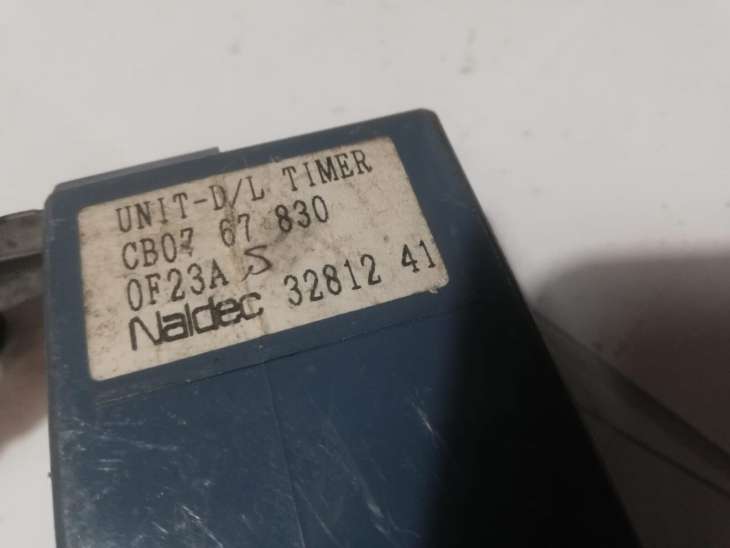 UNIT-D/L TIMER
CB07 67 830
0F23A S
Naldec 32812 41